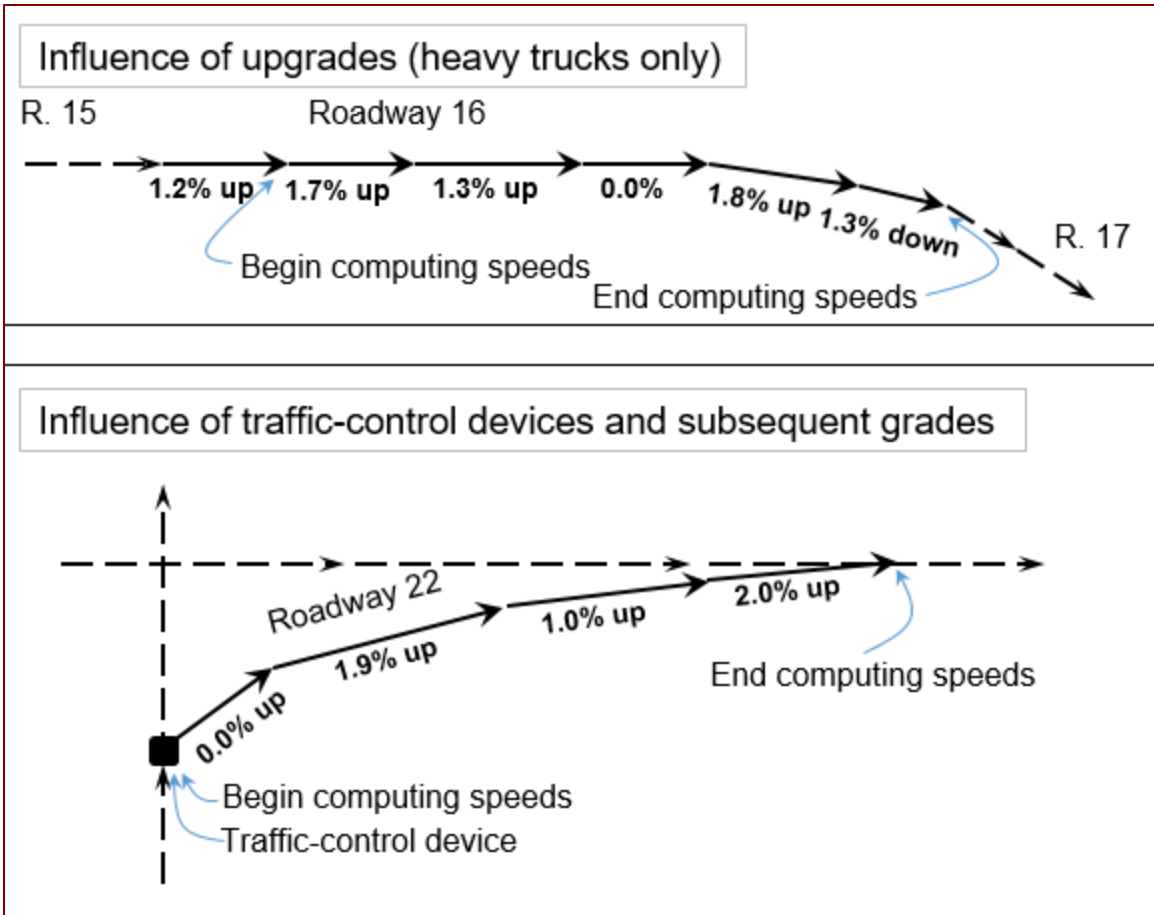 Influence of upgrades (heavy trucks only)
R. 15
Roadway 16
1.2% up
1.7% up
1.3% up
0.0%
1.8% up
1.3% down
R. 17
Begin computing speeds
End computing speeds
Influence of traffic-control devices and subsequent grades
Roadway 22
0.0% up
1.9% up
1.0% up
2.0% up
End computing speeds
Begin computing speeds
Traffic-control device